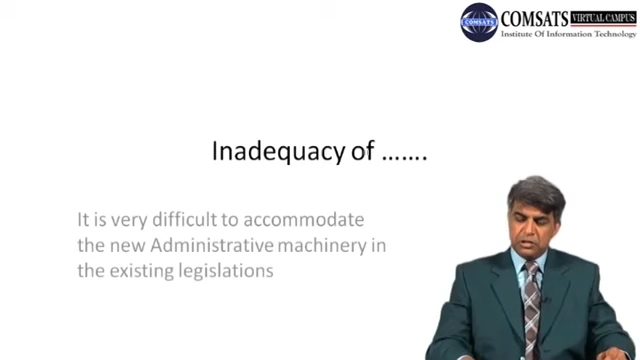 COMSATS VIRTUAL CAMPUS
Institute Of Information Technology
Inadequacy of …….
It is very difficult to accommodate
the new Administrative machinery in
the existing legislations